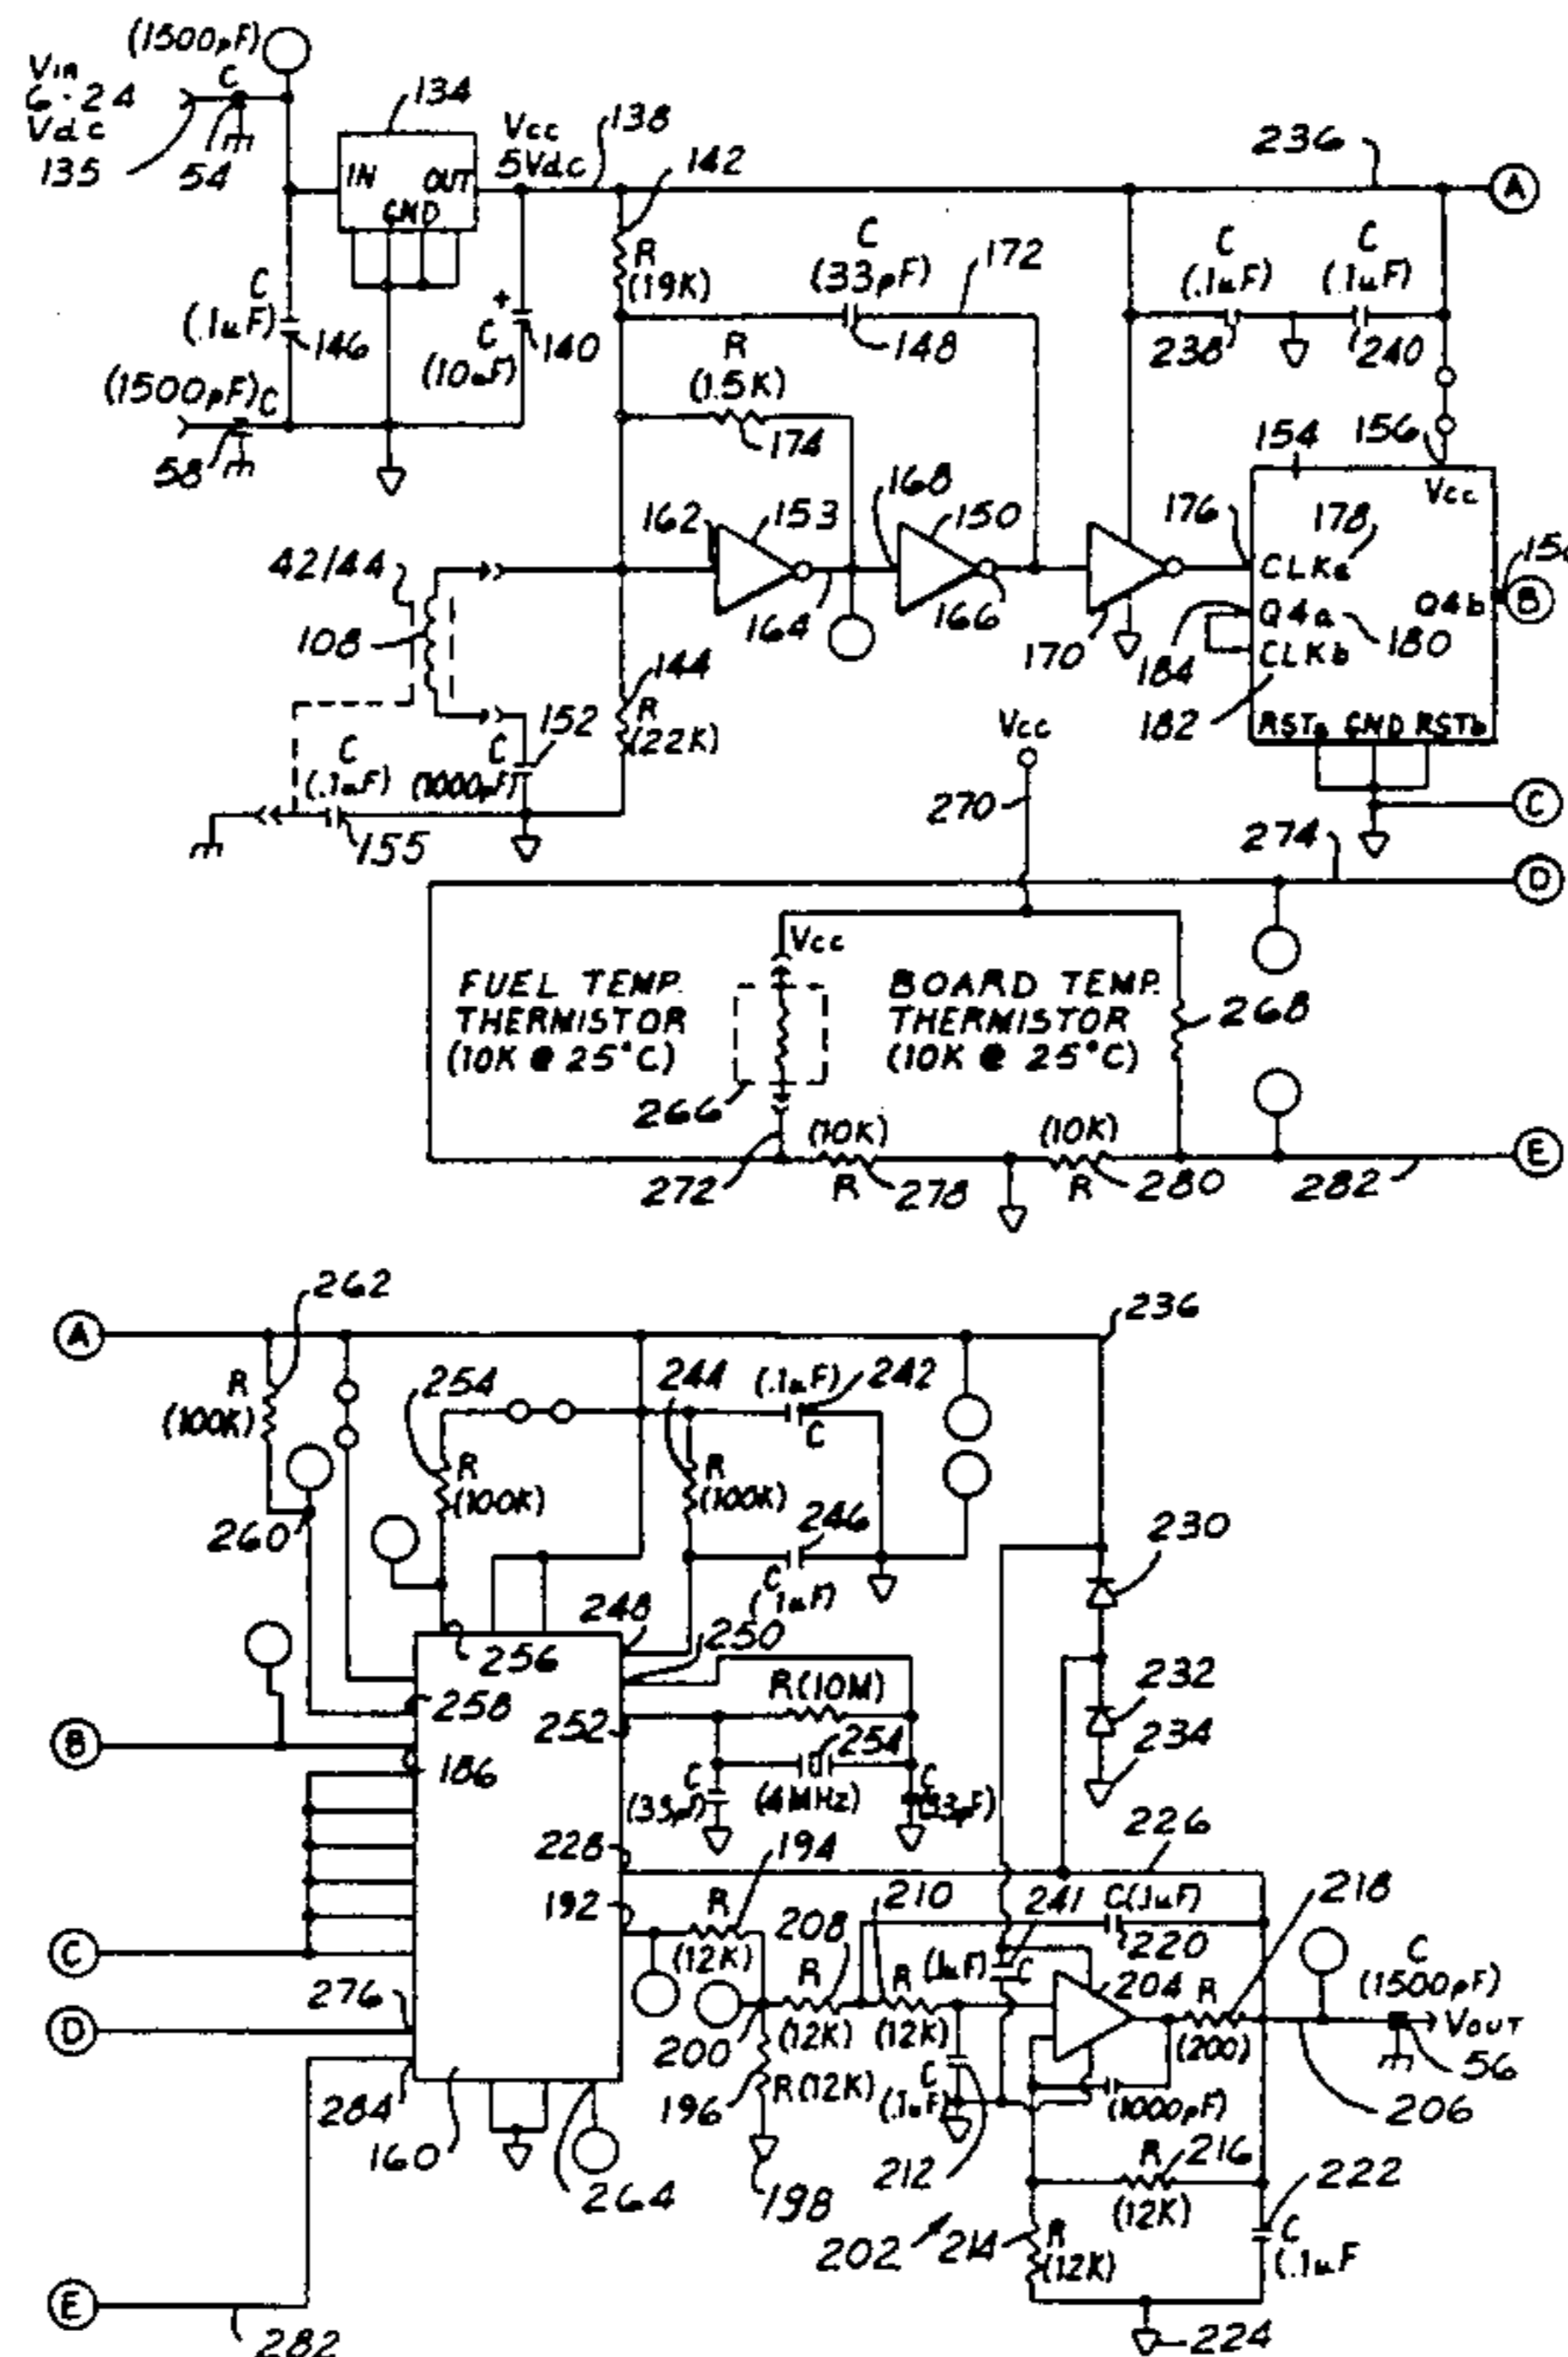 (1500pF)
Vin
6-24
Vdc
C
135
54
134
IN OUT
GND
Vcc
5Vdc
138
142
236
A
R
(19K)
C
(33pF)
172
148
C
(.1uF)
C
(.1uF)
238
240
C
(.1uF)
146
+
C
(10uF)
140
(1500pF)
C
58
R
(1.5K)
174
154
156
Vcc
162
153
168
150
176
178
CLKa
Q4a
180
CLKb
Q4b
B
184
182
164
166
170
RSTa GND RSTb
42/44
108
144
R
(22K)
152
C
(.1uF)
C
(1000pF)
155
Vcc
270
C
274
D
Vcc
FUEL TEMP.
THERMISTOR
(10K @ 25°C)
BOARD TEMP.
THERMISTOR
(10K @ 25°C)
268
266
(10K)
(10K)
272
R
278
R
280
282
E
262
236
A
R
(100K)
254
244
(.1uF)
242
C
R
(100K)
R
(100K)
260
246
C
(.1uF)
230
248
250
256
258
R(10M)
252
232
234
B
186
254
C
(4MHz)
C
(33pF)
228
194
226
192
R
(12K)
208
210
241
C(.1uF)
220
218
C
R
R
(.1uF)
C
204
R
C
(1500pF)
276
D
200
(12K)
(12K)
(200)
VOUT
56
284
196
R(12K)
C
(.1uF)
(1000pF)
206
160
264
198
212
R
216
(12K)
222
202
214
R
(12K)
C
(.1uF
E
282
224